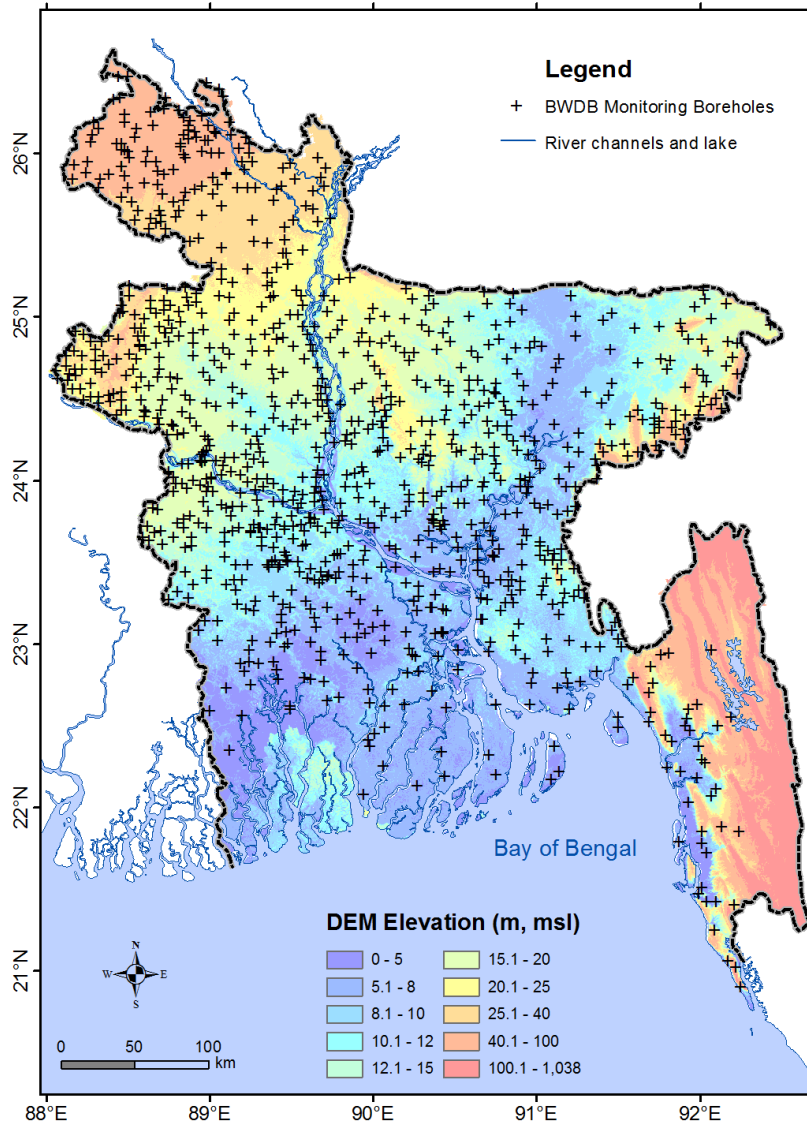 Legend
BWDB Monitoring Boreholes
River channels and lake
26°N
25°N
24°N
23°N
22°N
21°N
Bay of Bengal
DEM Elevation (m, msl)
0 - 5
5.1 - 8
8.1 - 10
10.1 - 12
12.1 - 15
15.1 - 20
20.1 - 25
25.1 - 40
40.1 - 100
100.1 - 1,038
N
W E
S
0 50 100
km
88°E 89°E 90°E 91°E 92°E